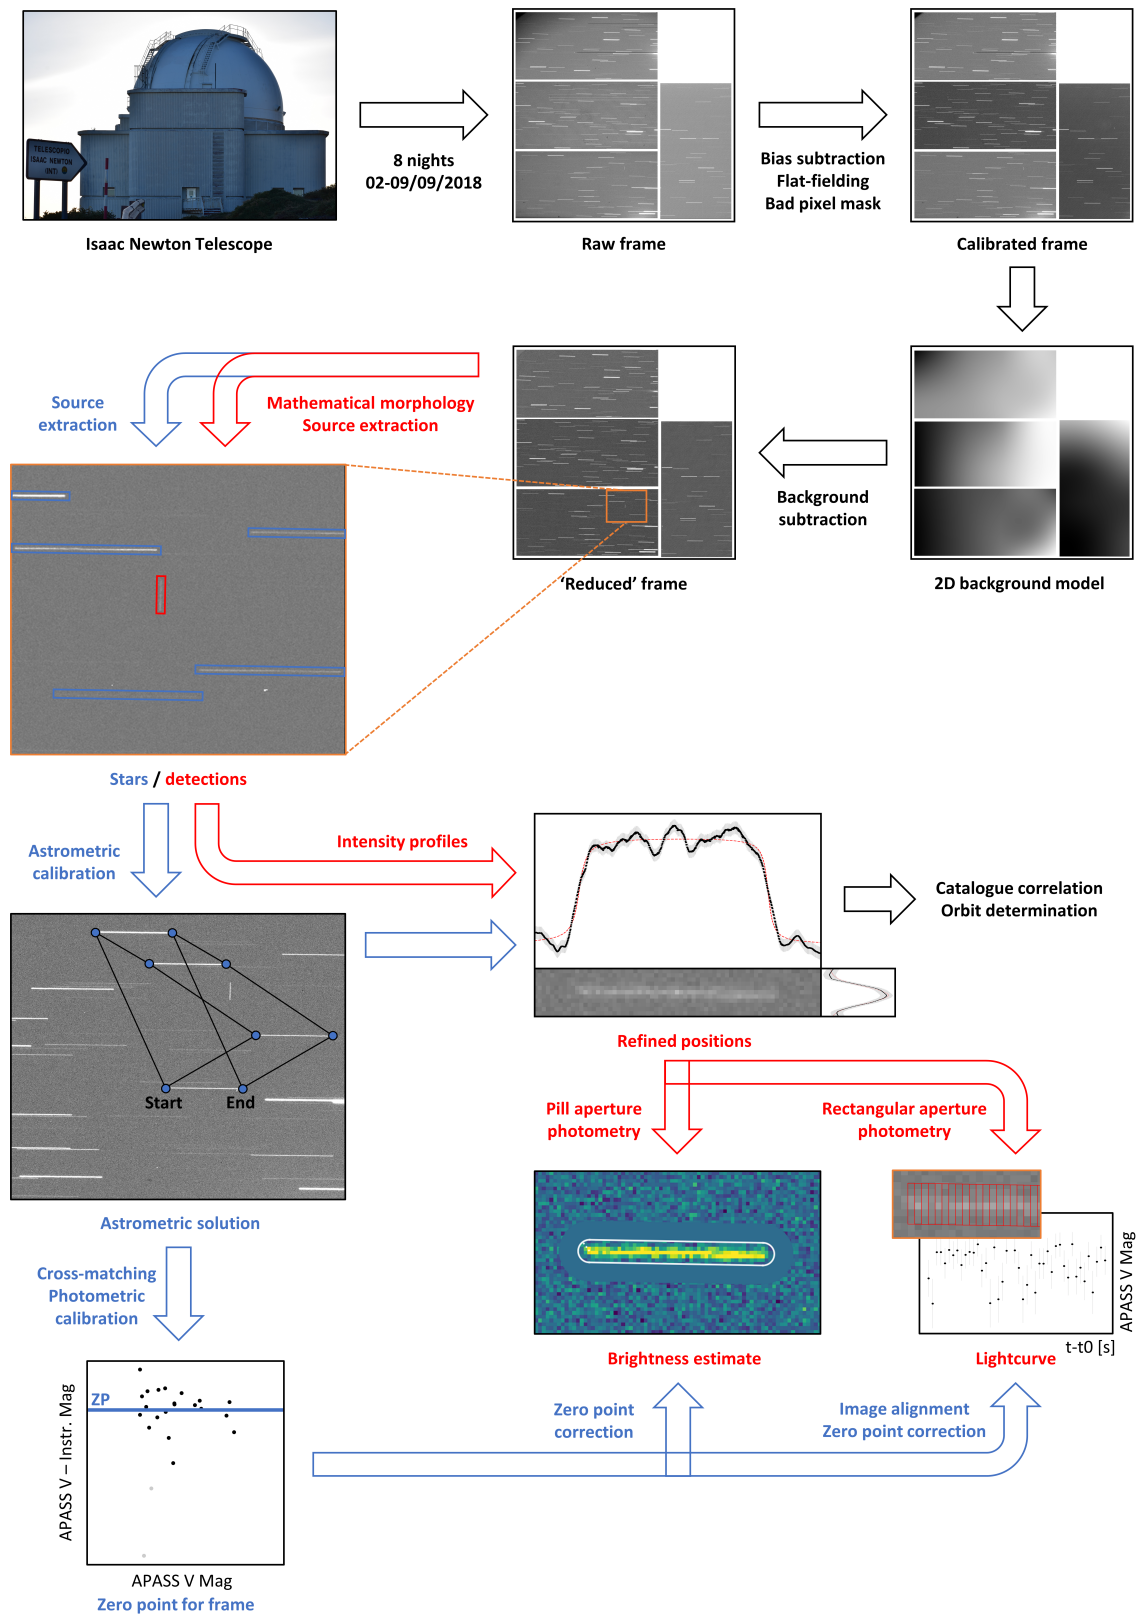 TELESCOPIO
ISAAC NEWTON
(INT)
8 nights
02-09/09/2018
Bias subtraction
Flat-fielding
Bad pixel mask
Isaac Newton Telescope
Raw frame
Calibrated frame
Source
extraction
Mathematical morphology
Source extraction
Background
subtraction
'Reduced' frame
2D background model
Stars / detections
Astrometric
calibration
Intensity profiles
Catalogue correlation
Orbit determination
Start
End
Refined positions
Pill aperture
photometry
Rectangular aperture
photometry
Astrometric solution
Cross-matching
Photometric
calibration
APASS V Mag
t-t0 [s]
Brightness estimate
Lightcurve
ZP
APASS V – Instr. Mag
Zero point
correction
Image alignment
Zero point correction
APASS V Mag
Zero point for frame